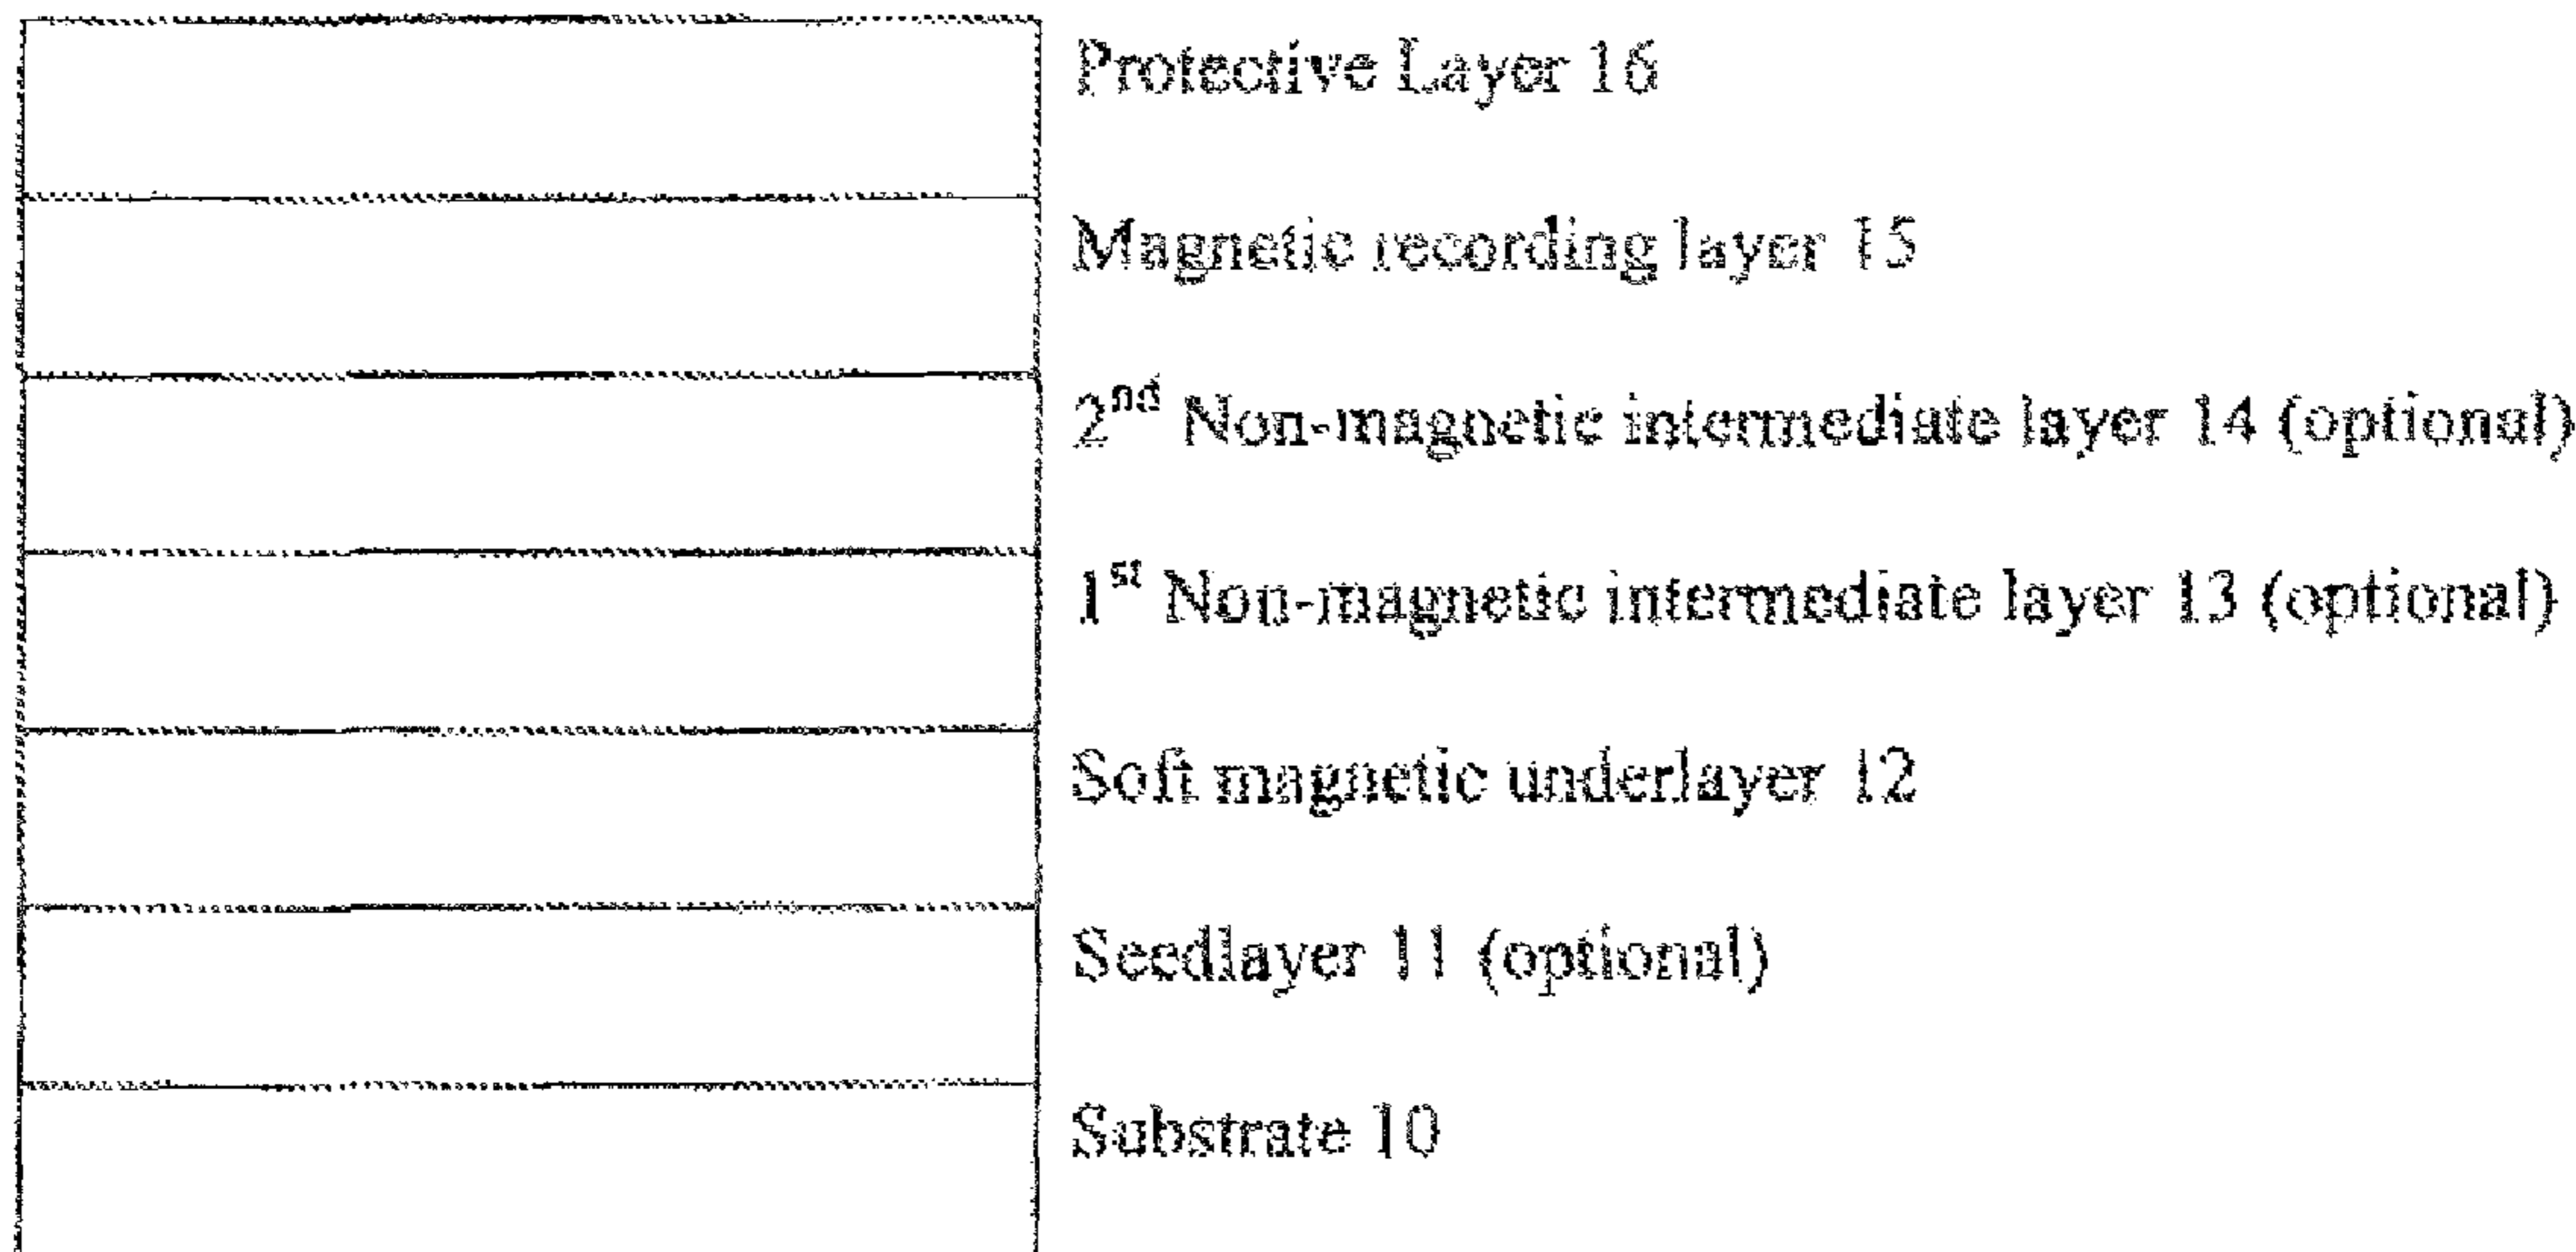 Protective Layer 16
Magnetic recording layer 15
2nd Non-magnetic intermediate layer 14 (optional)
1st Non-magnetic intermediate layer 13 (optional)
Soft magnetic underlayer 12
Seedlayer 11 (optional)
Substrate 10